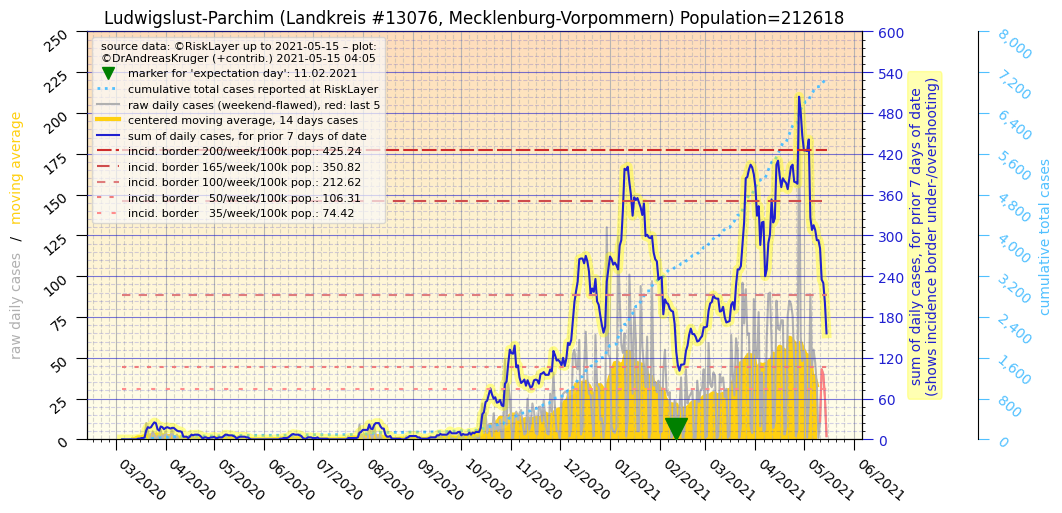 Ludwigslust-Parchim (Landkreis #13076, Mecklenburg-Vorpommern) Population=212618
source data: ©RiskLayer up to 2021-05-15 – plot:
©DrAndreasKruger (+contrib.) 2021-05-15 04:05
marker for 'expectation day': 11.02.2021
cumulative total cases reported at RiskLayer
raw daily cases (weekend-flawed), red: last 5
centered moving average, 14 days cases
sum of daily cases, for prior 7 days of date
incid. border 200/week/100k pop.: 425.24
incid. border 165/week/100k pop.: 350.82
incid. border 100/week/100k pop.: 212.62
incid. border   50/week/100k pop.: 106.31
incid. border   35/week/100k pop.: 74.42
raw daily cases   /   moving average
250
225
200
175
150
125
100
75
50
25
0
03/2020
04/2020
05/2020
06/2020
07/2020
08/2020
09/2020
10/2020
11/2020
12/2020
01/2021
02/2021
03/2021
04/2021
05/2021
06/2021
600
540
480
420
360
300
240
180
120
60
0
sum of daily cases, for prior 7 days of date
(shows incidence border under-/overshooting)
8,000
7,200
6,400
5,600
4,800
4,000
3,200
2,400
1,600
800
0
cumulative total cases